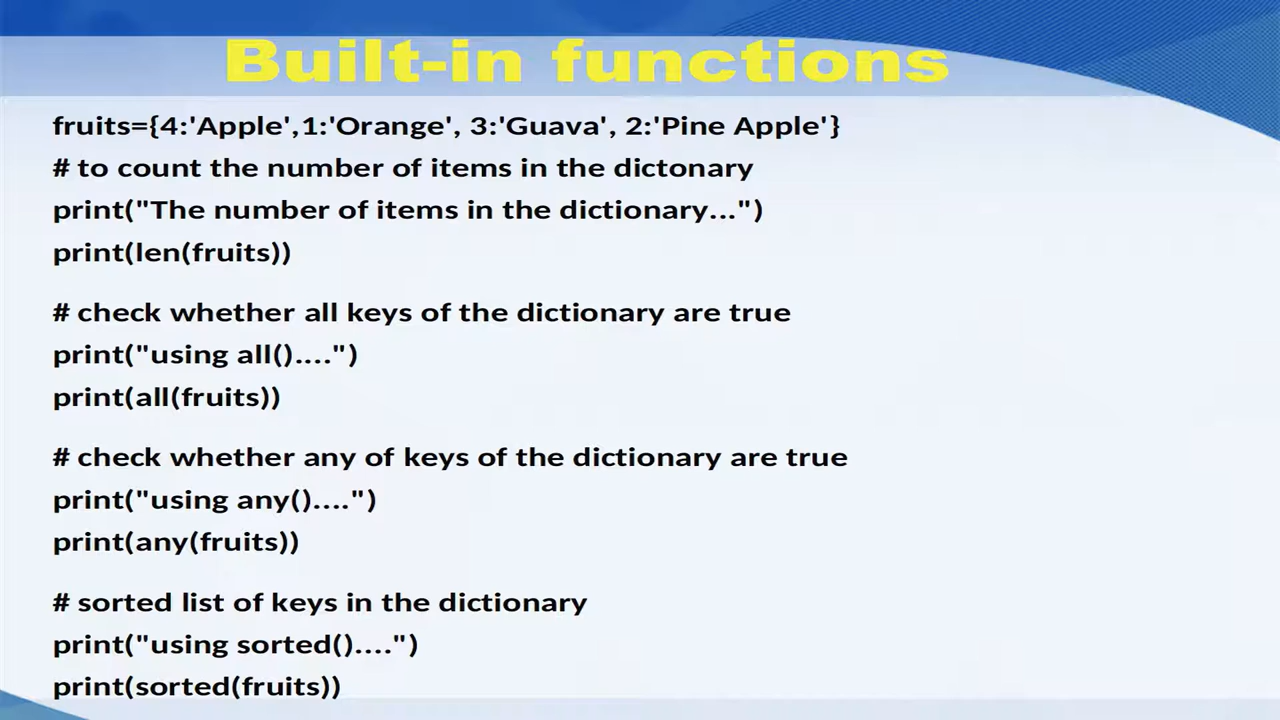 Built-in functions
fruits={4:'Apple',1:'Orange', 3:'Guava', 2:'Pine Apple'}
# to count the number of items in the dictonary
print("The number of items in the dictionary...")
print(len(fruits))
# check whether all keys of the dictionary are true
print("using all()....")
print(all(fruits))
# check whether any of keys of the dictionary are true
print("using any()....")
print(any(fruits))
# sorted list of keys in the dictionary
print("using sorted()....")
print(sorted(fruits))